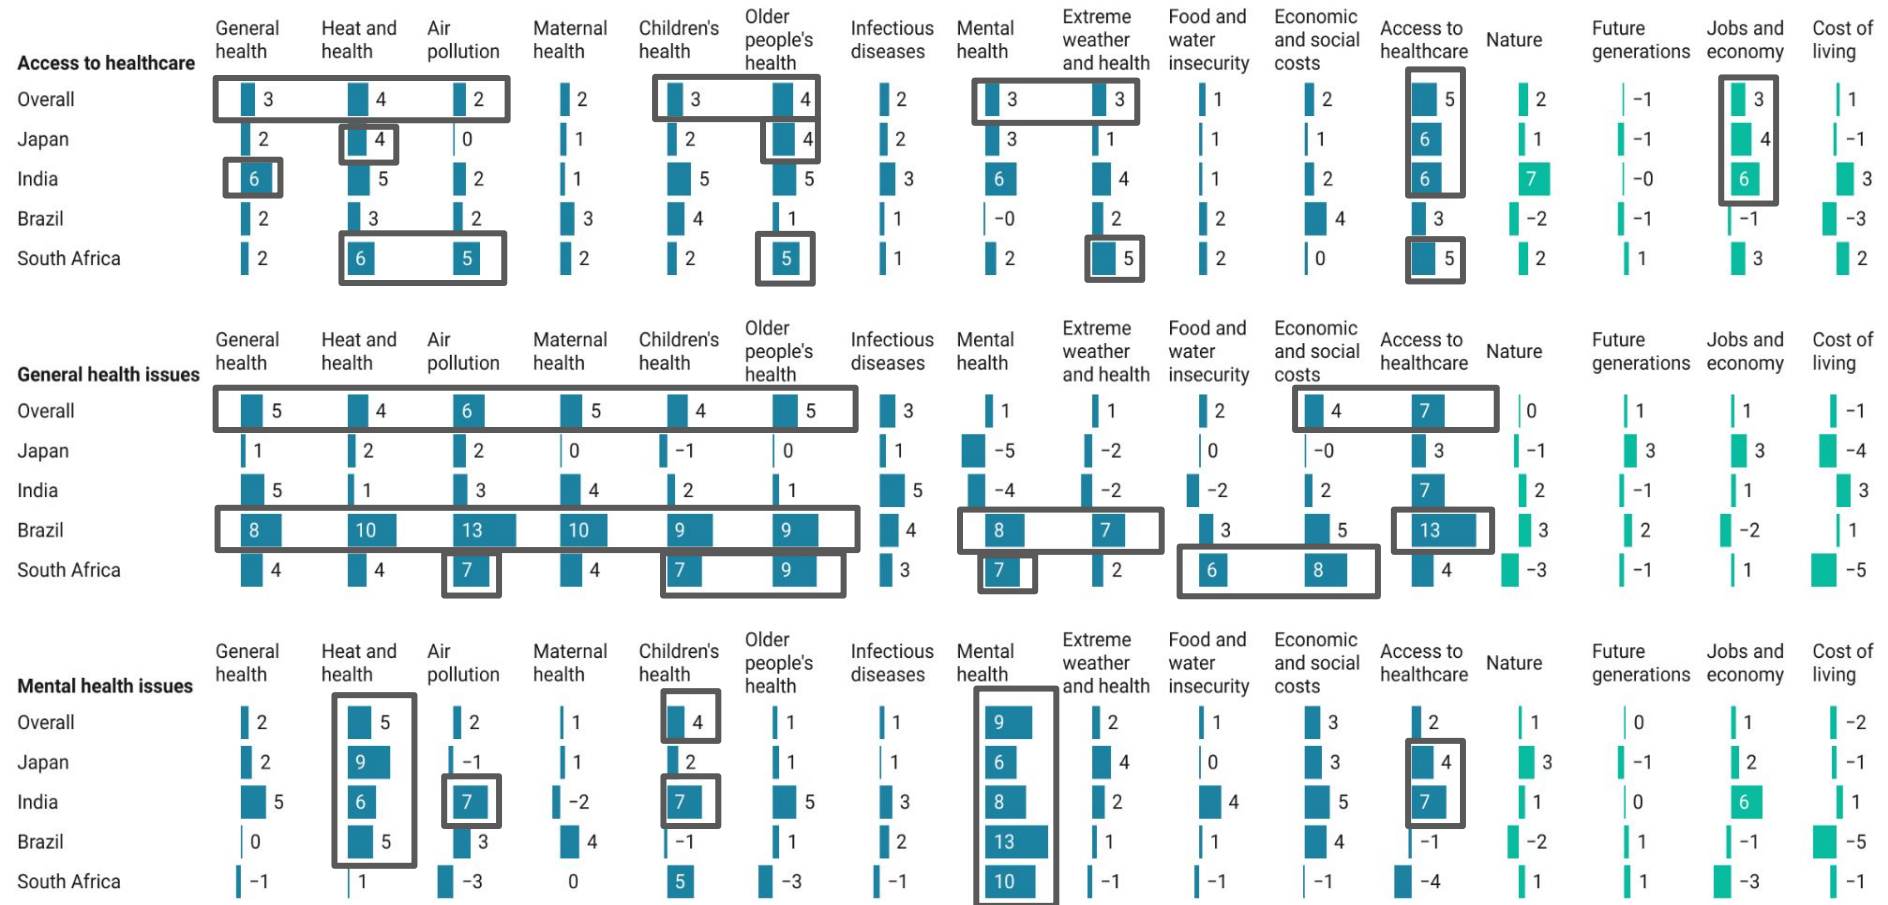 General health Heat and health Air pollution Maternal health Children's health Older people's health Infectious diseases Mental health Extreme weather and health Food and water insecurity Economic and social costs Access to healthcare Nature Future generations Jobs and economy Cost of living
Access to healthcare
Overall 3 4 2 2 3 4 2 3 3 1 2 5 2 −1 3 1
Japan 2 4 0 1 2 4 2 3 1 1 1 6 1 −1 4 −1
India 6 5 2 1 5 5 3 6 4 1 2 6 7 −0 6 3
Brazil 2 3 2 3 4 1 1 −0 2 2 4 3 −2 −1 −1 −3
South Africa 2 6 5 2 2 5 1 2 5 2 0 5 2 1 3 2
General health Heat and health Air pollution Maternal health Children's health Older people's health Infectious diseases Mental health Extreme weather and health Food and water insecurity Economic and social costs Access to healthcare Nature Future generations Jobs and economy Cost of living
General health issues
Overall 5 4 6 5 4 5 3 1 1 2 4 7 0 1 1 −1
Japan 1 2 2 0 −1 0 1 −5 −2 0 −0 3 −1 3 3 −4
India 5 1 3 4 2 1 5 −4 −2 −2 2 7 2 −1 1 3
Brazil 8 10 13 10 9 9 4 8 7 3 5 13 3 2 −2 1
South Africa 4 4 7 4 7 9 3 7 2 6 8 4 −3 −1 1 −5
General health Heat and health Air pollution Maternal health Children's health Older people's health Infectious diseases Mental health Extreme weather and health Food and water insecurity Economic and social costs Access to healthcare Nature Future generations Jobs and economy Cost of living
Mental health issues
Overall 2 5 2 1 4 1 1 9 2 1 3 2 1 0 1 −2
Japan 2 9 −1 1 2 1 1 6 4 0 3 4 3 −1 2 −1
India 5 6 7 −2 7 5 3 8 2 4 5 7 1 0 6 1
Brazil 0 5 3 4 −1 1 2 13 1 1 4 −1 −2 1 −1 −5
South Africa −1 1 −3 0 5 −3 −1 10 −1 −1 −1 −4 1 1 −3 −1